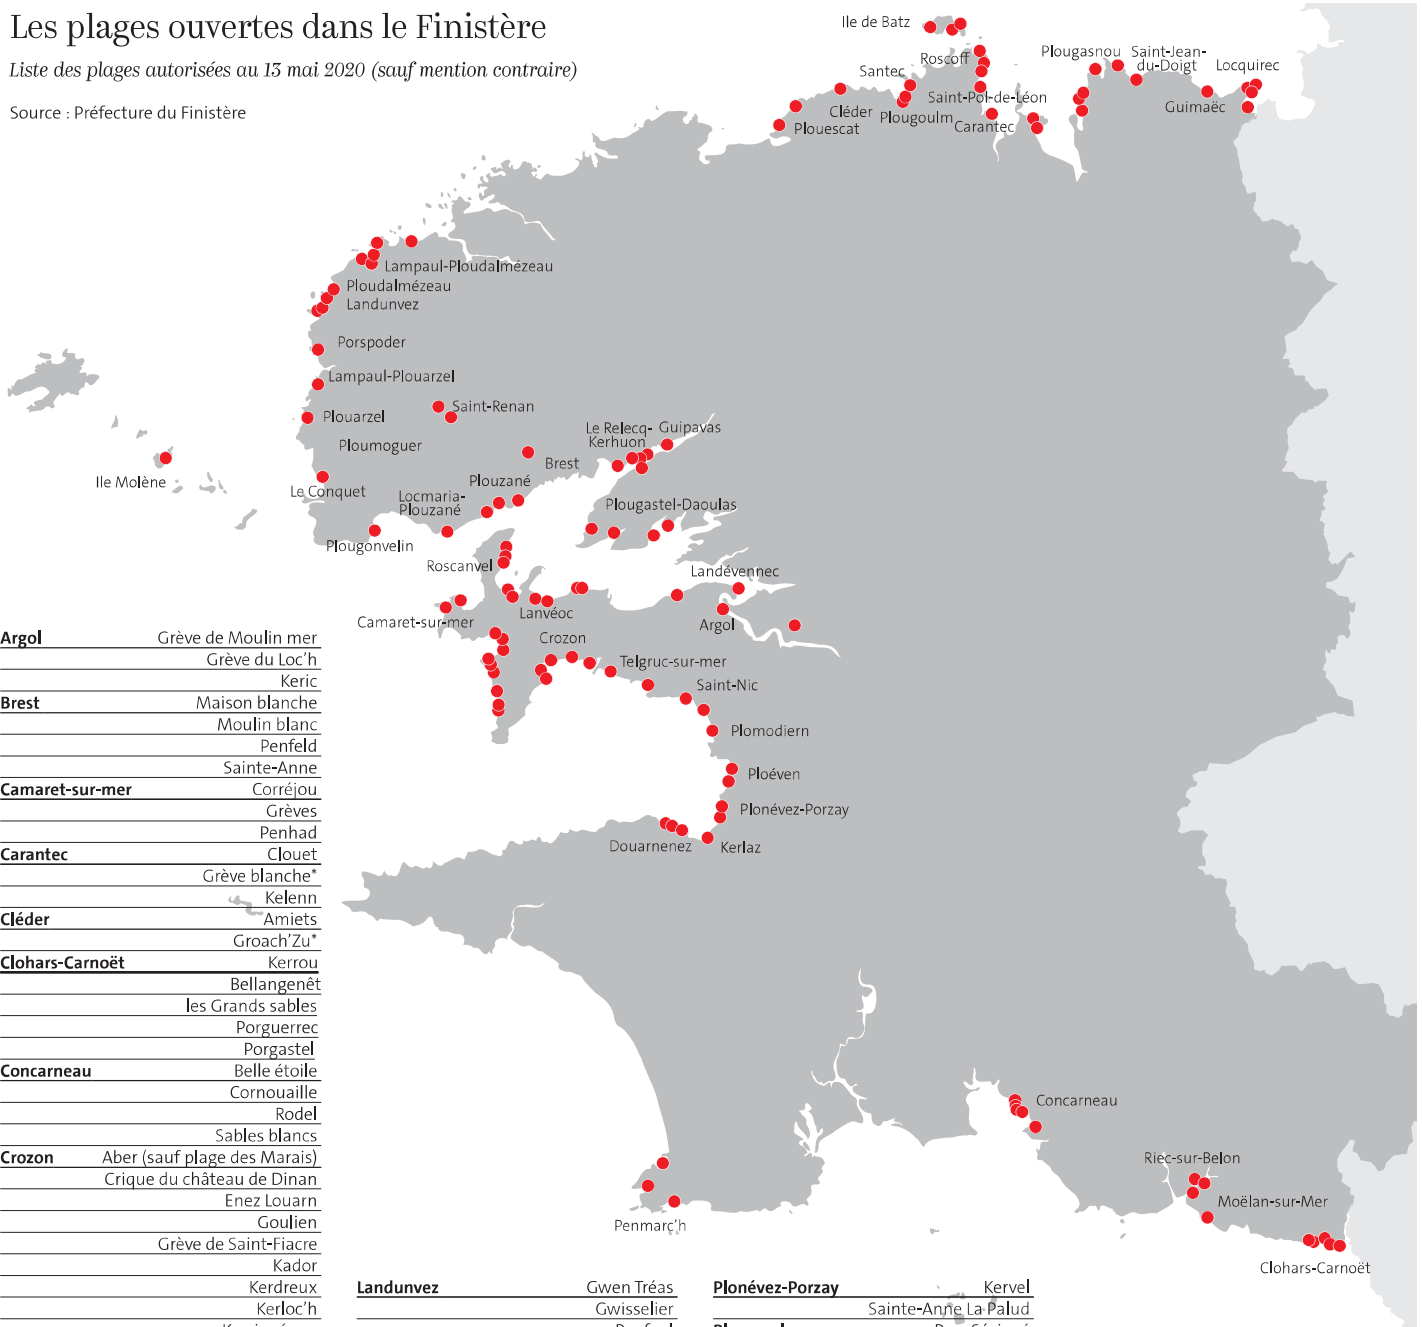 Les plages ouvertes dans le Finistère
Liste des plages autorisées au 13 mai 2020 (sauf mention contraire)
Source : Préfecture du Finistère
Ile de Batz
Roscoff
Santec
Cléder
Plouescat
Plougoulm
Saint-Pol-de-Léon
Carantec
Plougasnou
Saint-Jean-
du-Doigt
Locquirec
Guimaëc
Lampaul-Ploudalmézeau
Ploudalmézeau
Landunvez
Porspoder
Lampaul-Plouarzel
Plouarzel
Saint-Renan
Ploumoguer
Ile Molène
Le Conquet
Brest
Plouzané
Locmaria-
Plouzané
Plougonvelin
Le Relecq-
Kerhuon
Guipavas
Plougastel-Daoulas
Roscanvel
Landévennec
Camaret-sur-mer
Lanvéoc
Argol
Crozon
Telgruc-sur-mer
Saint-Nic
Plomodiern
Ploéven
Plonévez-Porzay
Douarnenez
Kerlaz
Concarneau
Riec-sur-Belon
Moëlan-sur-Mer
Clohars-Carnoët
Penmarc'h
Argol Grève de Moulin mer
Grève du Loc'h
Keric
Brest Maison blanche
Moulin blanc
Penfeld
Sainte-Anne
Camaret-sur-mer Corréjou
Grèves
Penhad
Carantec Clouet
Grève blanche*
Kelenn
Cléder Amiets
Groach'Zu*
Clohars-Carnoët Kerrou
Bellangenêt
les Grands sables
Porguerrec
Porgastel
Concarneau Belle étoile
Cornouaille
Rodel
Sables blancs
Crozon Aber (sauf plage des Marais)
Crique du château de Dinan
Enez Louarn
Goulien
Grève de Saint-Fiacre
Kador
Kerdreux
Kerloc'h
Landunvez Gwen Tréas
Gwisselier
Plonévez-Porzay Kervel
Sainte-Anne La Palud